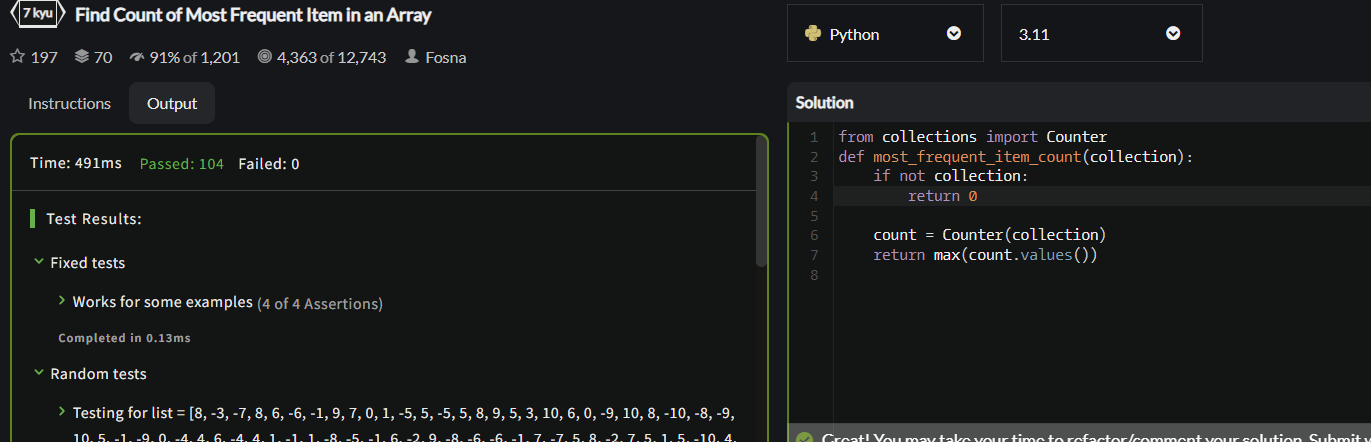 7 kyu Find Count of Most Frequent Item in an Array
197 70 91% of 1,201 4,363 of 12,743 Fosna
Instructions Output
Time: 491ms Passed: 104 Failed: 0
Test Results:
Fixed tests
Works for some examples (4 of 4 Assertions)
Completed in 0.13ms
Random tests
Testing for list = [8, -3, -7, 8, 6, -6, -1, 9, 7, 0, 1, -5, 5, -5, 5, 8, 9, 5, 3, 10, 6, 0, -9, 10, 8, -10, -8, -9,
10, 5, -1, -9, 0, -4, 4, 6, -4, 4, 1, -1, 1, -8, -5, -1, 6, -2, 9, -8, -6, -6, -1, 7, -7, 5, 8, -2, 7, 5, 1, 5, -10, 4,
Python 3.11
Solution
1 from collections import Counter
2 def most_frequent_item_count(collection):
3 if not collection:
4 return 0
5
6 count = Counter(collection)
7 return max(count.values())
8
Great! You may take your time to refactor/comment your solution. Submit